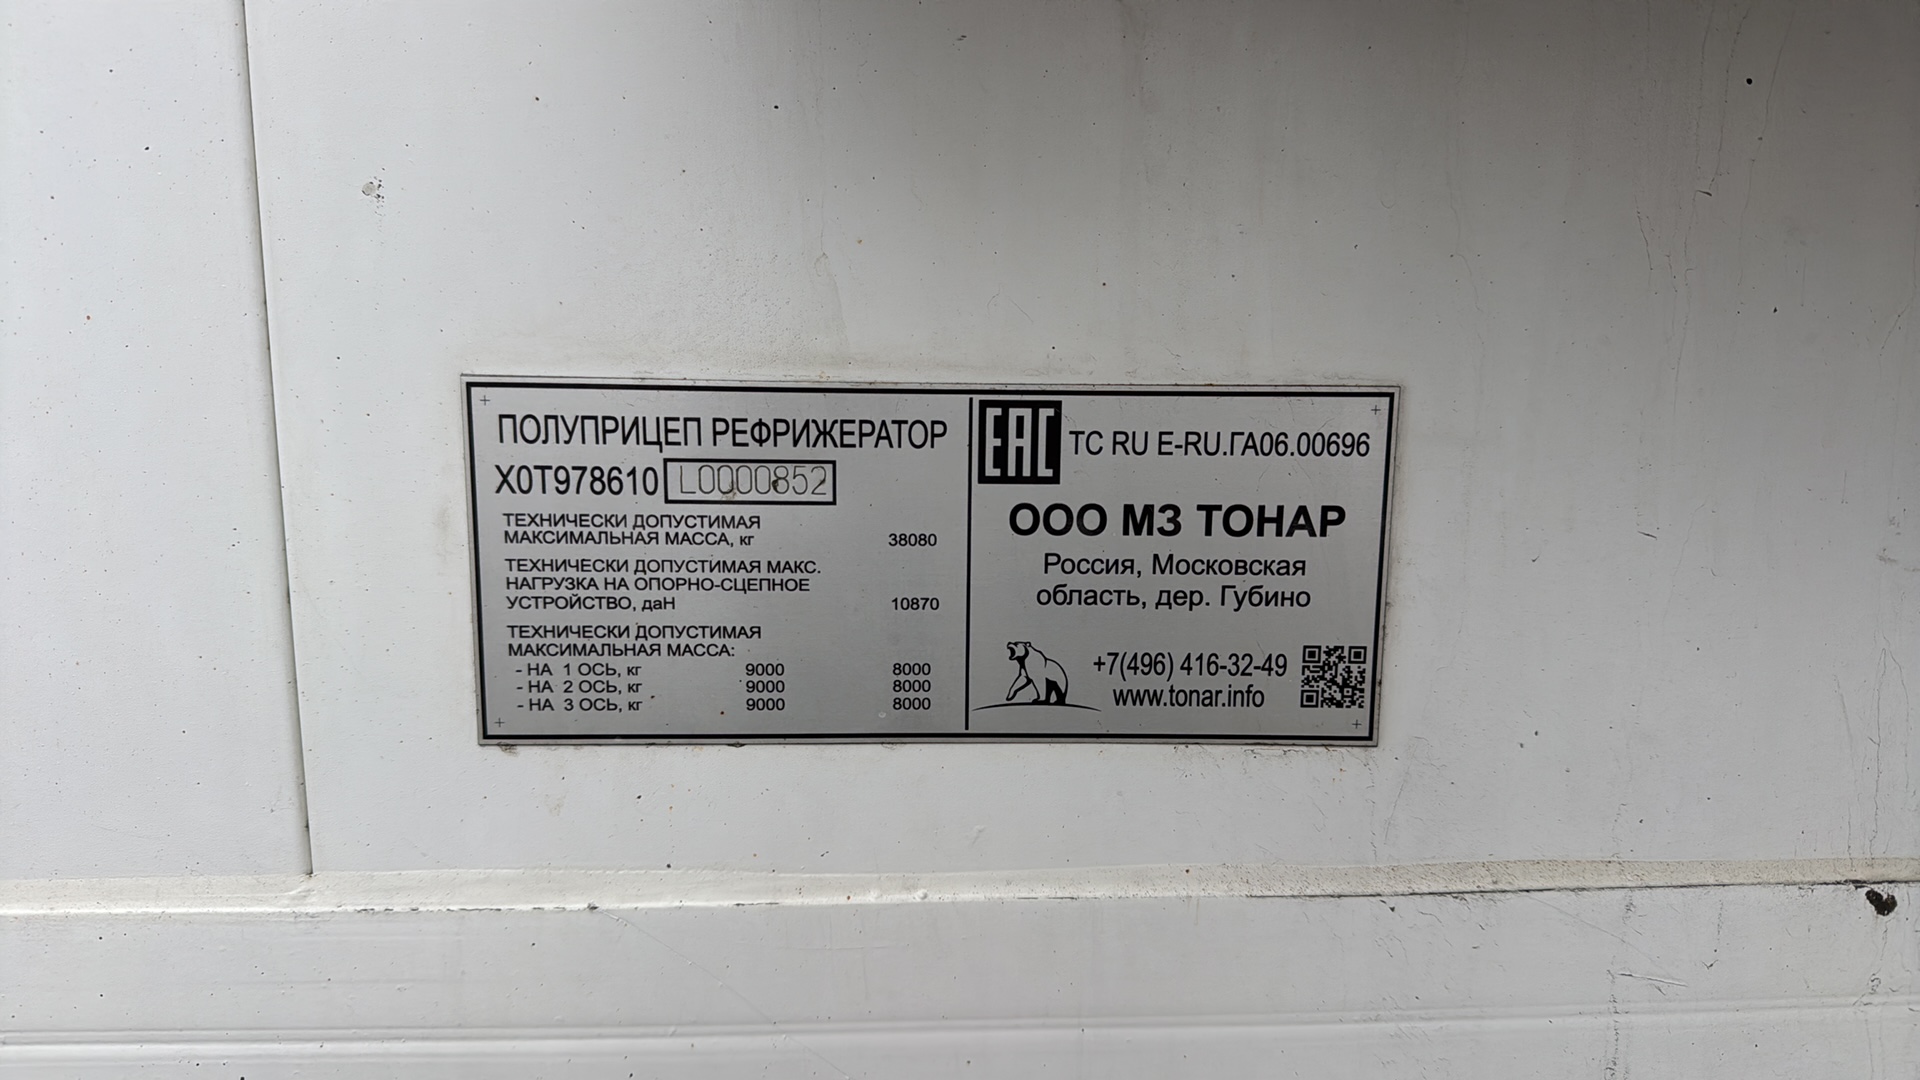 ПОЛУПРИЦЕП РЕФРИЖЕРАТОР
X0T978610 L0000852
ТЕХНИЧЕСКИ ДОПУСТИМАЯ
МАКСИМАЛЬНАЯ МАССА, кг 38080
ТЕХНИЧЕСКИ ДОПУСТИМАЯ МАКС.
НАГРУЗКА НА ОПОРНО-СЦЕПНОЕ
УСТРОЙСТВО, даН 10870
ТЕХНИЧЕСКИ ДОПУСТИМАЯ
МАКСИМАЛЬНАЯ МАССА:
- НА 1 ОСЬ, кг 9000 8000
- НА 2 ОСЬ, кг 9000 8000
- НА 3 ОСЬ, кг 9000 8000
EAC TC RU E-RU.ГА06.00696
ООО МЗ ТОНАР
Россия, Московская
область, дер. Губино
+7(496) 416-32-49
www.tonar.info